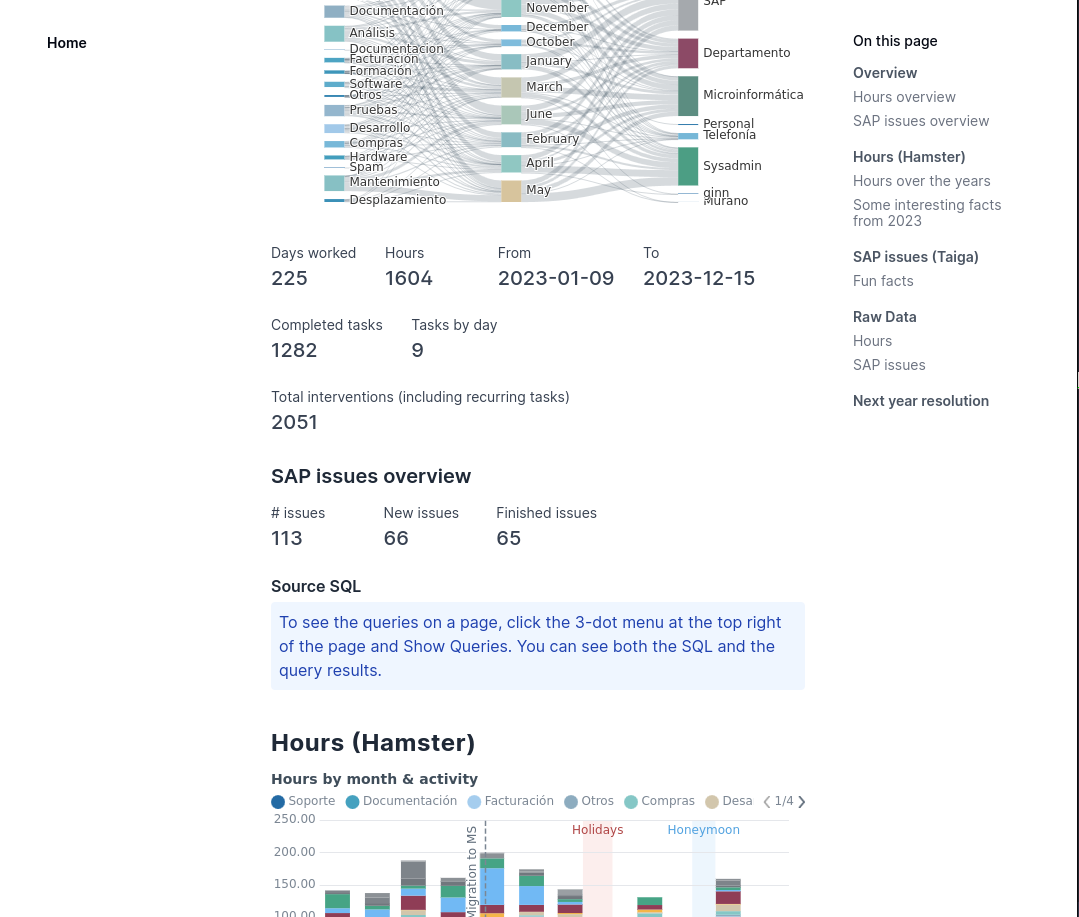 Home
Documentación
Análisis
Documentacion
Facturación
Formación
Software
Otros
Pruebas
Desarrollo
Compras
Hardware
Spam
Mantenimiento
Desplazamiento
November
December
October
January
March
June
February
April
May
SAP
Departamento
Microinformática
Personal
Telefonía
Sysadmin
ginn
Murano
Days worked
225
Hours
1604
From
2023-01-09
To
2023-12-15
Completed tasks
1282
Tasks by day
9
Total interventions (including recurring tasks)
2051
SAP issues overview
# issues
113
New issues
66
Finished issues
65
Source SQL
To see the queries on a page, click the 3-dot menu at the top right
of the page and Show Queries. You can see both the SQL and the
query results.
Hours (Hamster)
Hours by month & activity
Soporte Documentación Facturación Otros Compras Desa 1/4
250.00
200.00
150.00
100.00
Migration to MS
Holidays
Honeymoon
On this page
Overview
Hours overview
SAP issues overview
Hours (Hamster)
Hours over the years
Some interesting facts
from 2023
SAP issues (Taiga)
Fun facts
Raw Data
Hours
SAP issues
Next year resolution